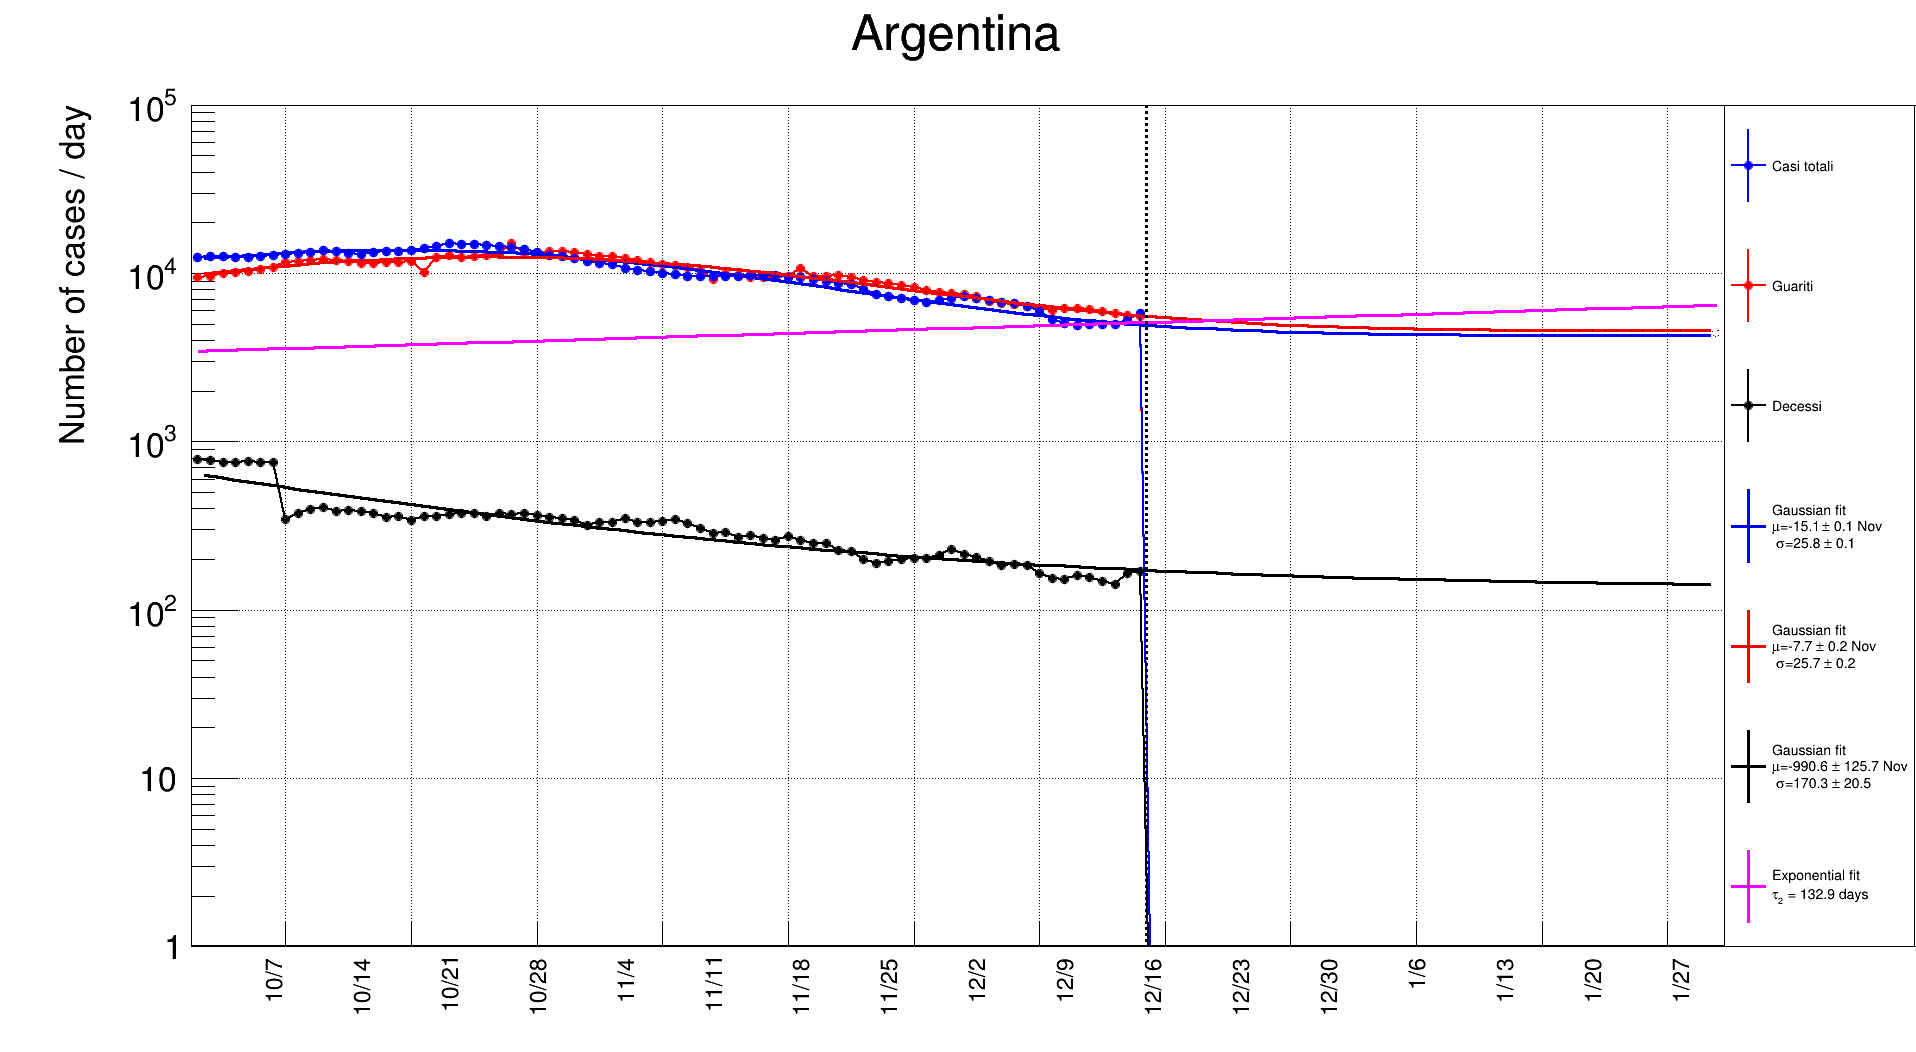 Argentina
Number of cases / day
10^5
10^4
10^3
10^2
10
1
10/7
10/14
10/21
10/28
11/4
11/11
11/18
11/25
12/2
12/9
12/16
12/23
12/30
1/6
1/13
1/20
1/27
Casi totali
Guariti
Decessi
Gaussian fit
μ=-15.1 ± 0.1 Nov
σ=25.8 ± 0.1
Gaussian fit
μ=-7.7 ± 0.2 Nov
σ=25.7 ± 0.2
Gaussian fit
μ=-990.6 ± 125.7 Nov
σ=170.3 ± 20.5
Exponential fit
τ₂ = 132.9 days